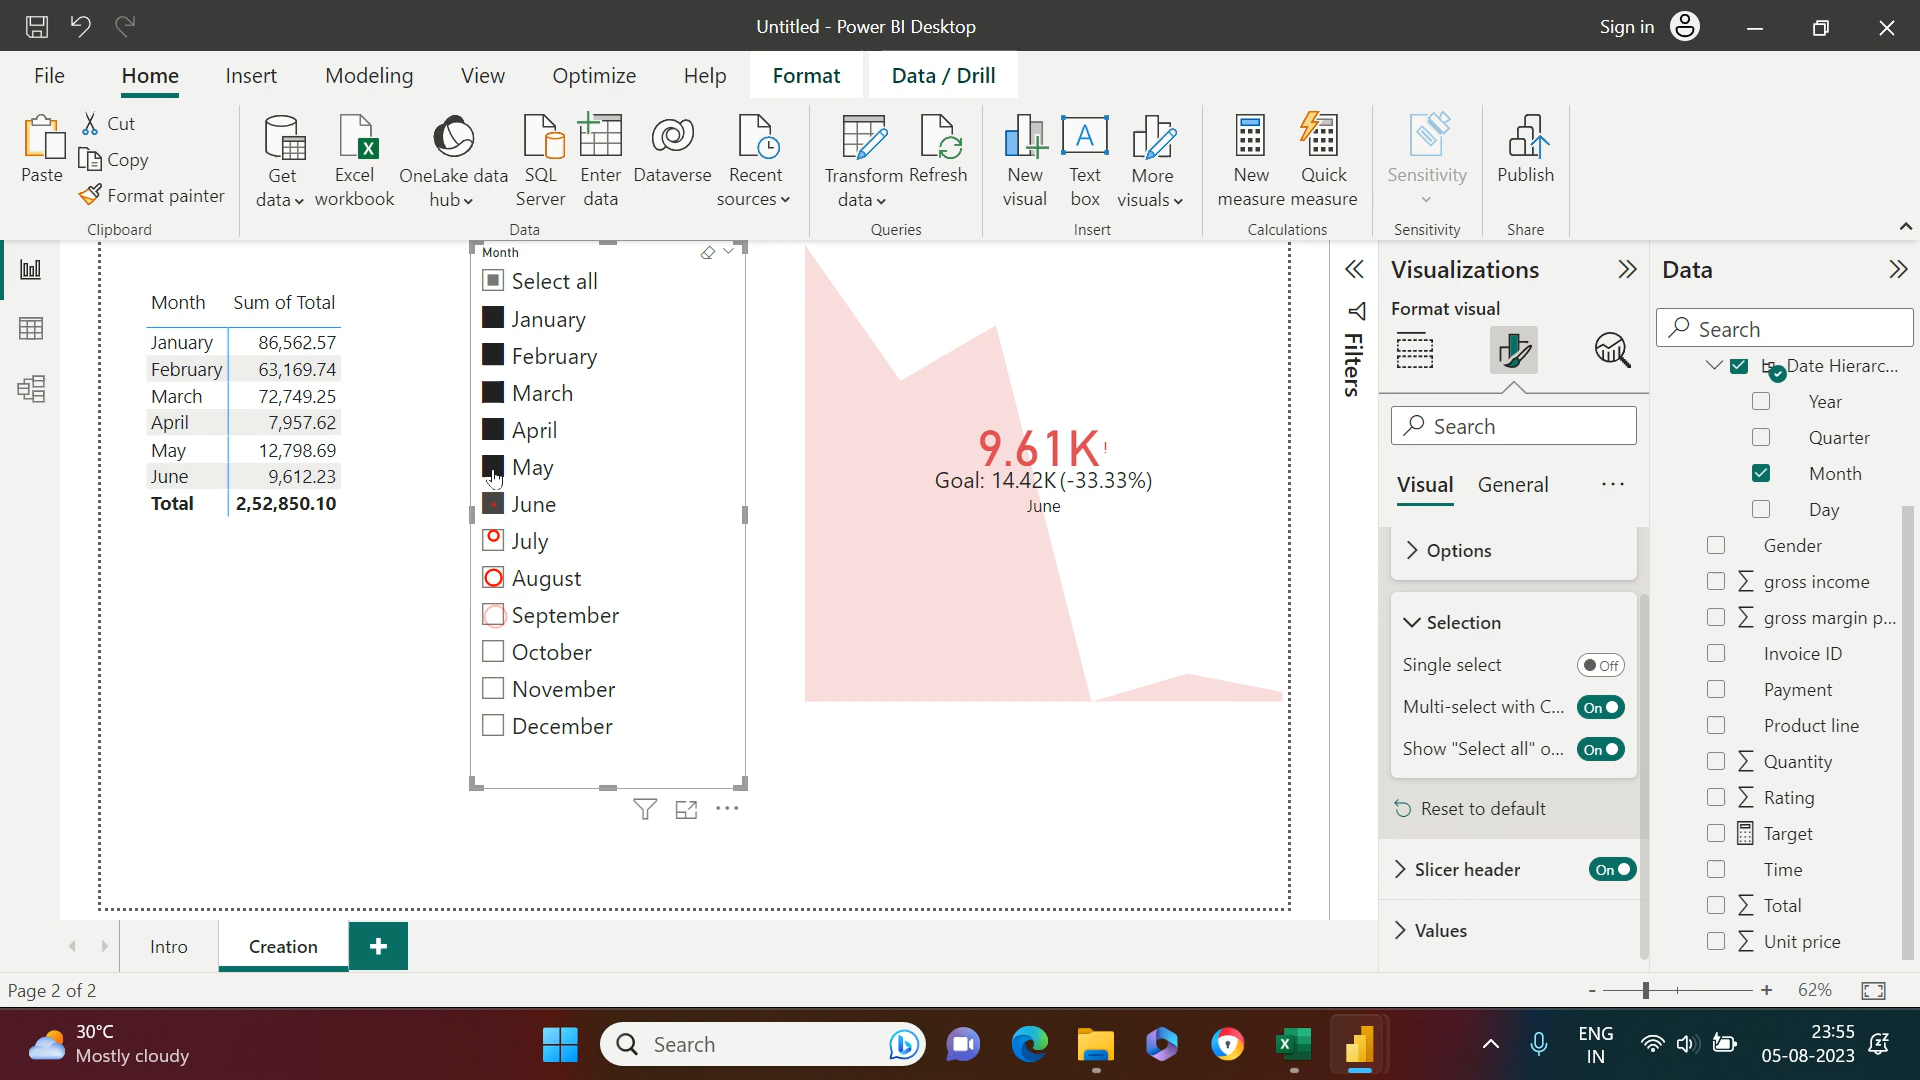 Untitled - Power BI Desktop
Sign in
File
Home
Insert
Modeling
View
Optimize
Help
Format
Data / Drill
Paste
Cut
Copy
Format painter
Clipboard
Get data
Excel workbook
OneLake data hub
SQL Server
Enter data
Dataverse
Recent sources
Data
Transform data
Refresh
Queries
New visual
Text box
More visuals
Insert
New measure
Quick measure
Calculations
Sensitivity
Sensitivity
Publish
Share
Month Sum of Total
January 86,562.57
February 63,169.74
March 72,749.25
April 7,957.62
May 12,798.69
June 9,612.23
Total 2,52,850.10
Month
Select all
January
February
March
April
May
June
July
August
September
October
November
December
9.61K!
Goal: 14.42K (-33.33%)
June
Filters
Visualizations
Format visual
Search
Visual General ...
Options
Selection
Single select Off
Multi-select with C... On
Show "Select all" o... On
Reset to default
Slicer header On
Values
Data
Search
Date Hierarc...
Year
Quarter
Month
Day
Gender
gross income
gross margin p...
Invoice ID
Payment
Product line
Quantity
Rating
Target
Time
Total
Unit price
Intro
Creation
+
Page 2 of 2
- + 62%
30°C
Mostly cloudy
Search
ENG
IN
23:55
05-08-2023